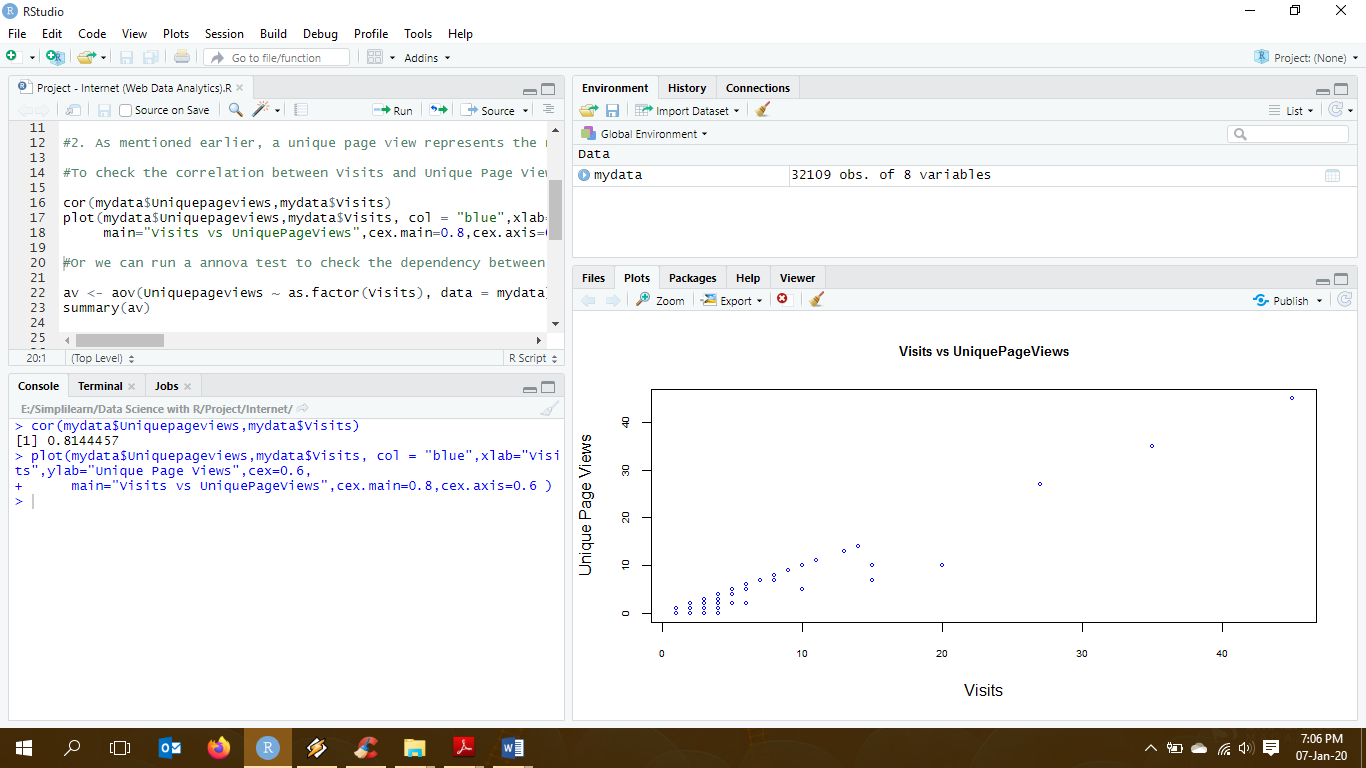 RStudio
File Edit Code View Plots Session Build Debug Profile Tools Help
Go to file/function Addins Project: (None)
Project - Internet (Web Data Analytics).R
Source on Save Run Source
11
12 #2. As mentioned earlier, a unique page view represents the
13
14 #To check the correlation between Visits and Unique Page Vie
15
16 cor(mydata$Uniquepageviews,mydata$Visits)
17 plot(mydata$Uniquepageviews,mydata$Visits, col = "blue",xlab=
18 main="Visits vs UniquePageViews",cex.main=0.8,cex.axis=
19
20 #Or we can run a annova test to check the dependency between
21
22 av <- aov(Uniquepageviews ~ as.factor(Visits), data = mydata
23 summary(av)
24
25
20:1 (Top Level) R Script
Console Terminal Jobs
E:/Simplilearn/Data Science with R/Project/Internet/
> cor(mydata$Uniquepageviews,mydata$Visits)
[1] 0.8144457
> plot(mydata$Uniquepageviews,mydata$Visits, col = "blue",xlab="Visi
ts",ylab="Unique Page Views",cex=0.6,
+ main="Visits vs UniquePageViews",cex.main=0.8,cex.axis=0.6 )
>
Environment History Connections
Import Dataset List
Global Environment
Data
mydata 32109 obs. of 8 variables
Files Plots Packages Help Viewer
Zoom Export Publish
Visits vs UniquePageViews
Unique Page Views
40
30
20
10
0
0 10 20 30 40
Visits
7:06 PM
07-Jan-20